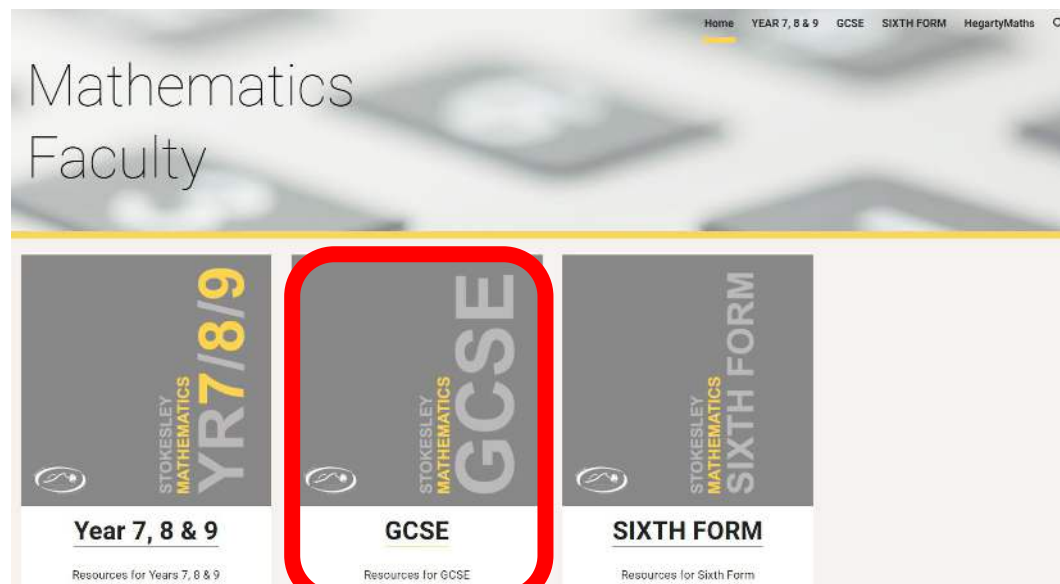 Home YEAR 7, 8 & 9 GCSE SIXTH FORM HegartyMaths
Mathematics
Faculty
STOKESLEY
MATHEMATICS
YR7/8/9
STOKESLEY
MATHEMATICS
GCSE
STOKESLEY
MATHEMATICS
SIXTH FORM
Year 7, 8 & 9
GCSE
SIXTH FORM
Resources for Years 7, 8 & 9
Resources for GCSE
Resources for Sixth Form